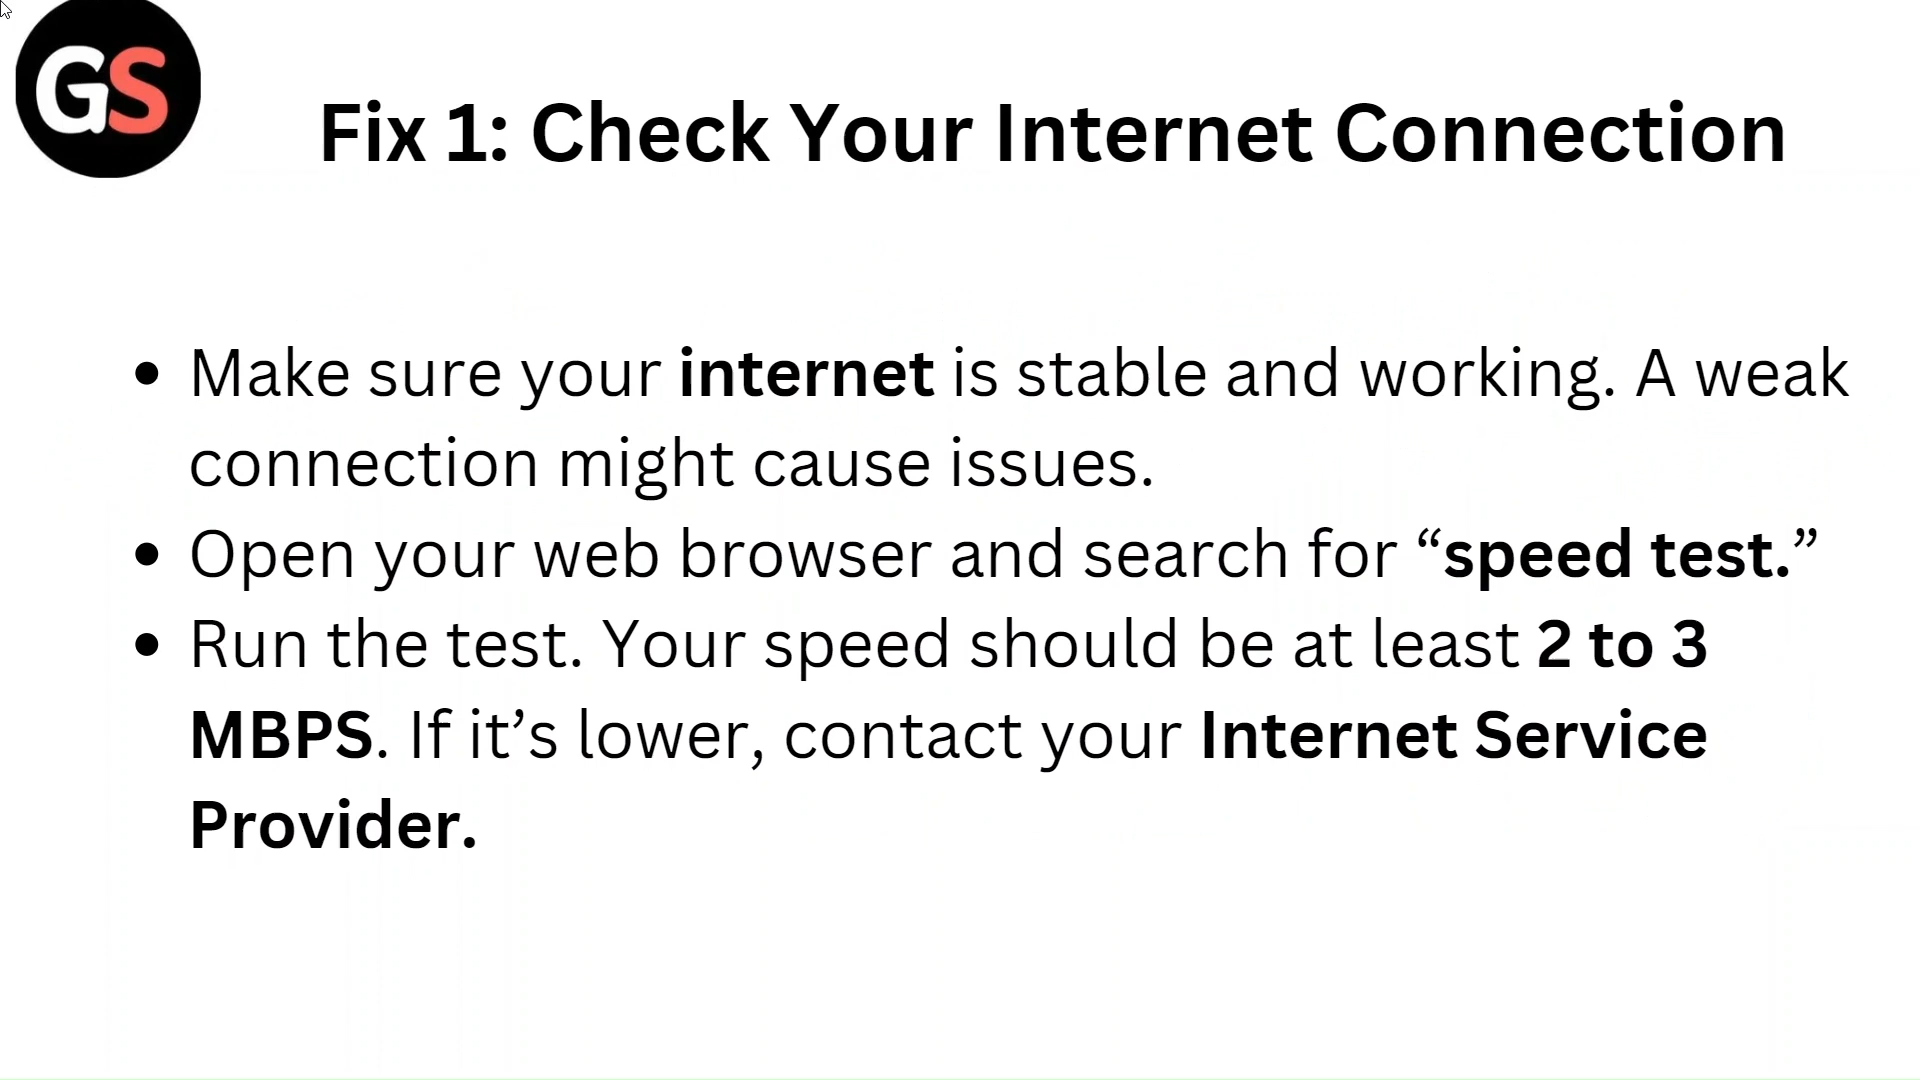 GS
Fix 1: Check Your Internet Connection
• Make sure your internet is stable and working. A weak
connection might cause issues.
• Open your web browser and search for “speed test.”
• Run the test. Your speed should be at least 2 to 3
MBPS. If it’s lower, contact your Internet Service
Provider.